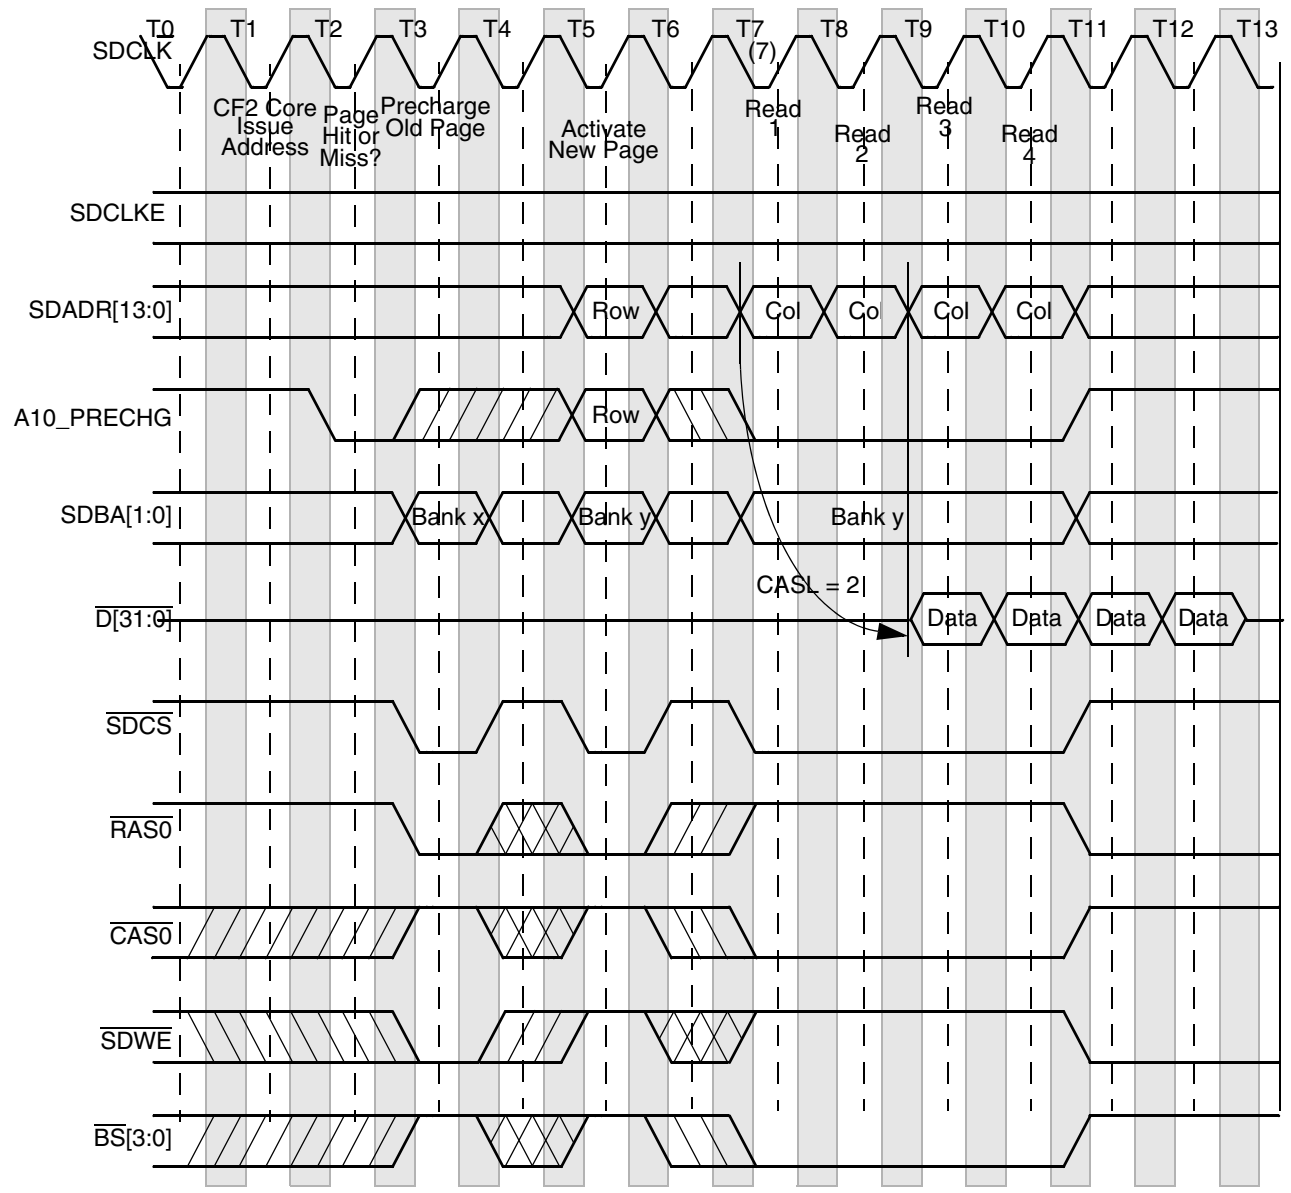 T0 T1 T2 T3 T4 T5 T6 T7 T8 T9 T10 T11 T12 T13
SDCLK
(7)
CF2 Core
Issue
Address
Page
Hit or
Miss?
Precharge
Old Page
Activate
New Page
Read
1
Read
2
Read
3
Read
4
SDCLKE
SDADR[13:0]
Row
Col
Col
Col
Col
A10_PRECHG
Row
SDBA[1:0]
Bank x
Bank y
Bank y
CASL = 2
D[31:0]
Data
Data
Data
Data
SDCS
RAS0
CAS0
SDWE
BS[3:0]